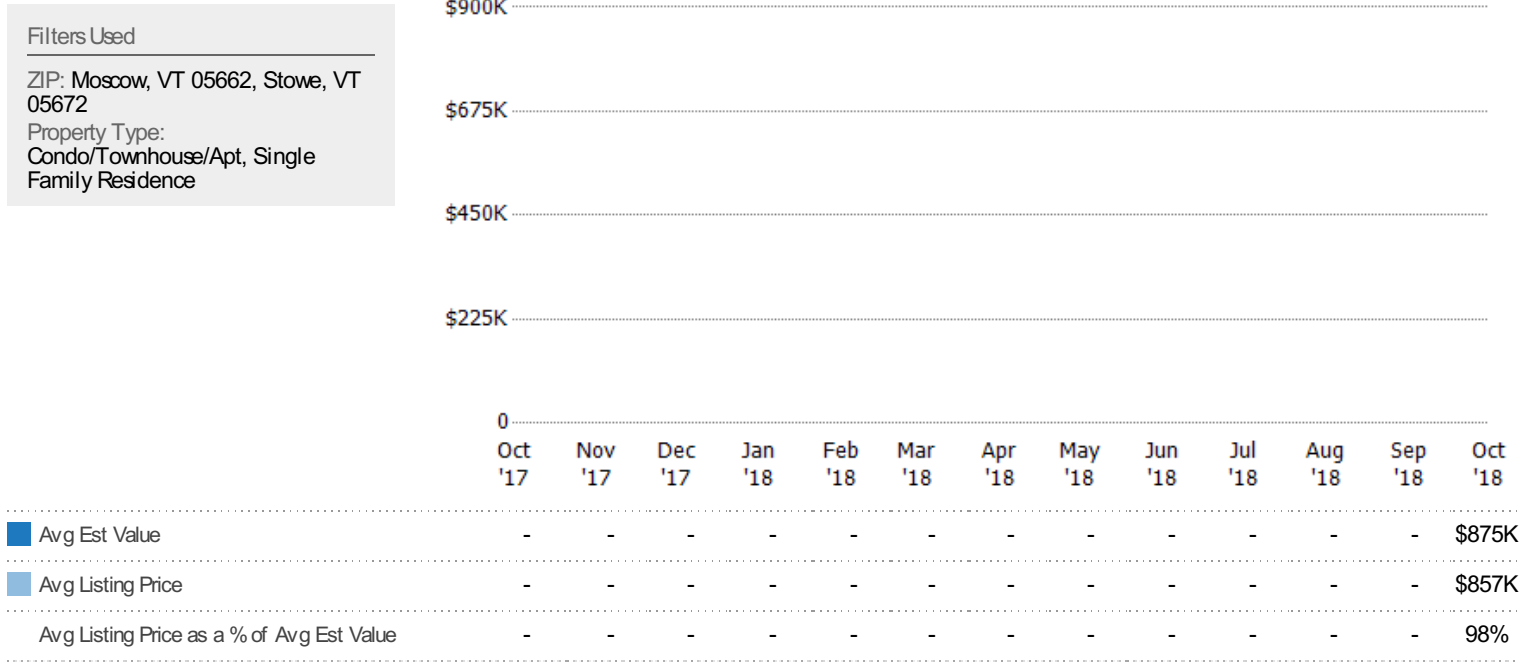 Filters Used
ZIP: Moscow, VT 05662, Stowe, VT
05672
Property Type:
Condo/Townhouse/Apt, Single
Family Residence
$900K
$675K
$450K
$225K
0
Oct Nov Dec Jan Feb Mar Apr May Jun Jul Aug Sep Oct
'17 '17 '17 '18 '18 '18 '18 '18 '18 '18 '18 '18 '18
Avg Est Value - - - - - - - - - - - - $875K
Avg Listing Price - - - - - - - - - - - - $857K
Avg Listing Price as a % of Avg Est Value - - - - - - - - - - - - 98%